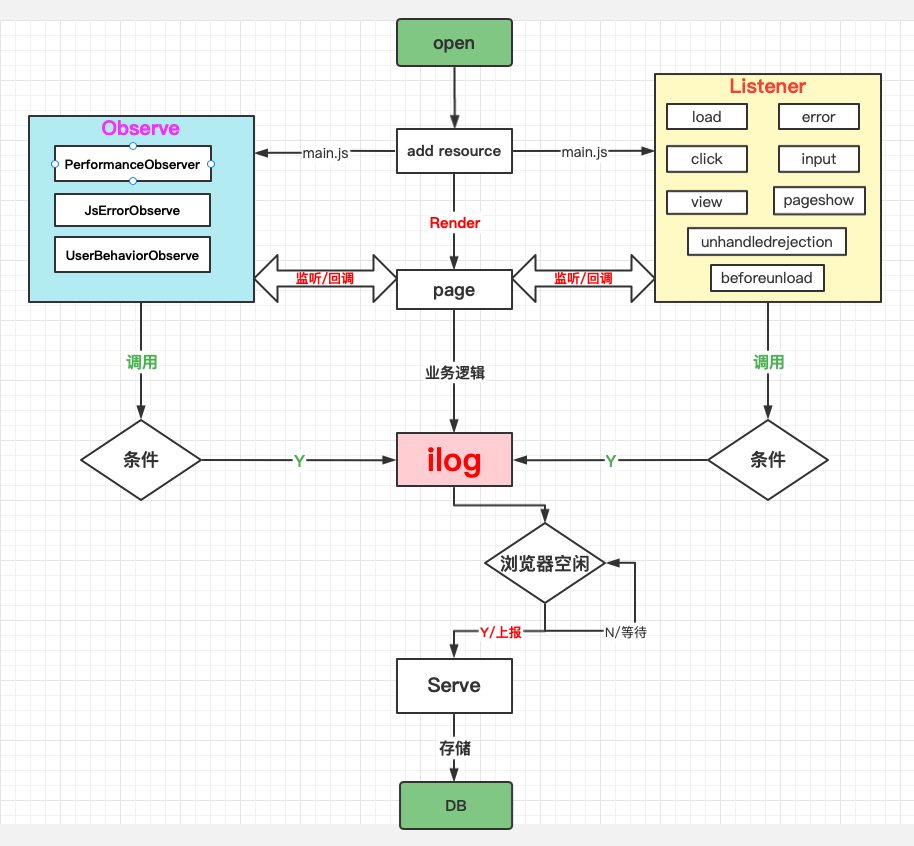 open
Listener
load
error
Observe
main.js
add resource
main.js
click
input
PerformanceObserver
view
pageshow
JsErrorObserve
Render
unhandledrejection
UserBehaviorObserve
监听/回调
page
监听/回调
beforeunload
调用
业务逻辑
调用
条件
Y
ilog
Y
条件
浏览器空闲
Y/上报
N/等待
Serve
存储
DB